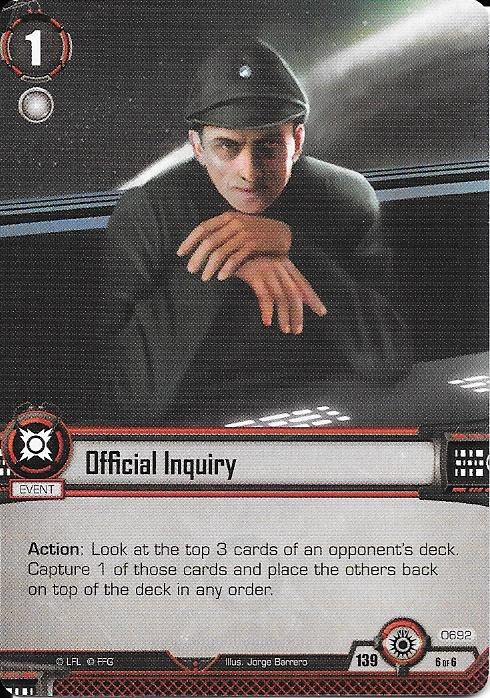 1
Official Inquiry
EVENT
Action: Look at the top 3 cards of an opponent's deck.
Capture 1 of those cards and place the others back
on top of the deck in any order.
0692
© LFL © FFG
Illus. Jorge Barrero
139
6 OF 6